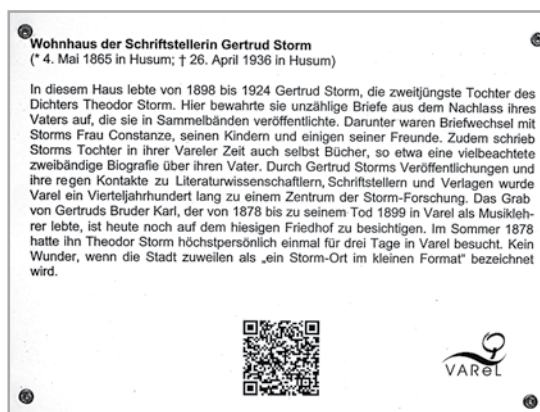 Wohnhaus der Schriftstellerin Gertrud Storm
(* 4. Mai 1865 in Husum; † 26. April 1936 in Husum)
In diesem Haus lebte von 1898 bis 1924 Gertrud Storm, die zweitjüngste Tochter des
Dichters Theodor Storm. Hier bewahrte sie unzählige Briefe aus dem Nachlass ihres
Vaters auf, die sie in Sammelbänden veröffentlichte. Darunter waren Briefwechsel mit
Storms Frau Constanze, seinen Kindern und einigen seiner Freunde. Zudem schrieb
Storms Tochter in ihrer Vareler Zeit auch selbst Bücher, so etwa eine vielbeachtete
zweibändige Biografie über ihren Vater. Durch Gertrud Storms Veröffentlichungen und
ihre regen Kontakte zu Literaturwissenschaftlern, Schriftstellern und Verlagen wurde
Varel ein Vierteljahrhundert lang zu einem Zentrum der Storm-Forschung. Das Grab
von Gertruds Bruder Karl, der von 1878 bis zu seinem Tod 1899 in Varel als Musikleh-
rer lebte, ist heute noch auf dem hiesigen Friedhof zu besichtigen. Im Sommer 1878
hatte ihn Theodor Storm höchstpersönlich einmal für drei Tage in Varel besucht. Kein
Wunder, wenn die Stadt zuweilen als „ein Storm-Ort im kleinen Format" bezeichnet
wird.
VAReL